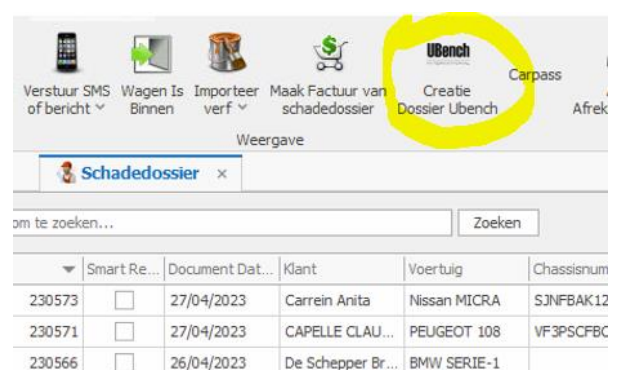 UBench
Verstuur SMS Wagen Is Importeer Maak Factuur van Creatie Carpass
of bericht Binnen verf schadedossier Dossier Ubench Afrek
Weergave
Schadedossier ×
om te zoeken... Zoeken
Smart Re... Document Dat... Klant Voertuig Chassisnum
230573 27/04/2023 Carrein Anita Nissan MICRA SJNFBAK12
230571 27/04/2023 CAPELLE CLAU... PEUGEOT 108 VF3PSCFBC
230566 26/04/2023 De Schepper Br... BMW SERIE-1